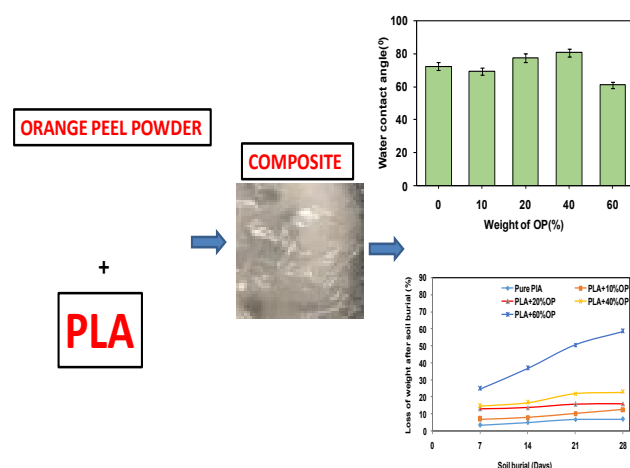 ORANGE PEEL POWDER
+
PLA
COMPOSITE
Water contact angle(º)
100
80
60
40
20
0
0 10 20 40 60
Weight of OP(%)
Loss of weight after soil burial (%)
90
80
70
60
50
40
30
20
10
0
Pure PlA PLA+10%OP
PLA+20%OP PLA+40%OP
PLA+60%OP
0 7 14 21 28
Soil burial (Days)